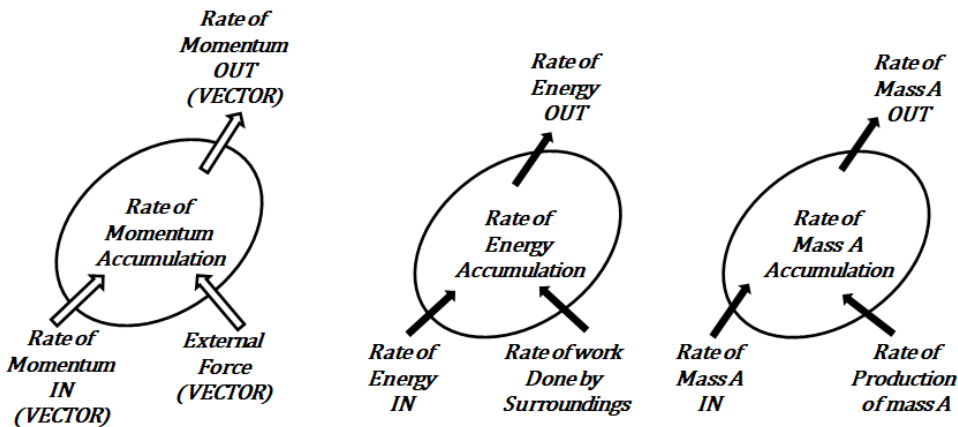 Rate of
Momentum
OUT
(VECTOR)
Rate of
Momentum
Accumulation
Rate of
Momentum
IN
(VECTOR)
External
Force
(VECTOR)
Rate of
Energy
OUT
Rate of
Energy
Accumulation
Rate of
Energy
IN
Rate of work
Done by
Surroundings
Rate of
Mass A
OUT
Rate of
Mass A
Accumulation
Rate of
Mass A
IN
Rate of
Production
of mass A